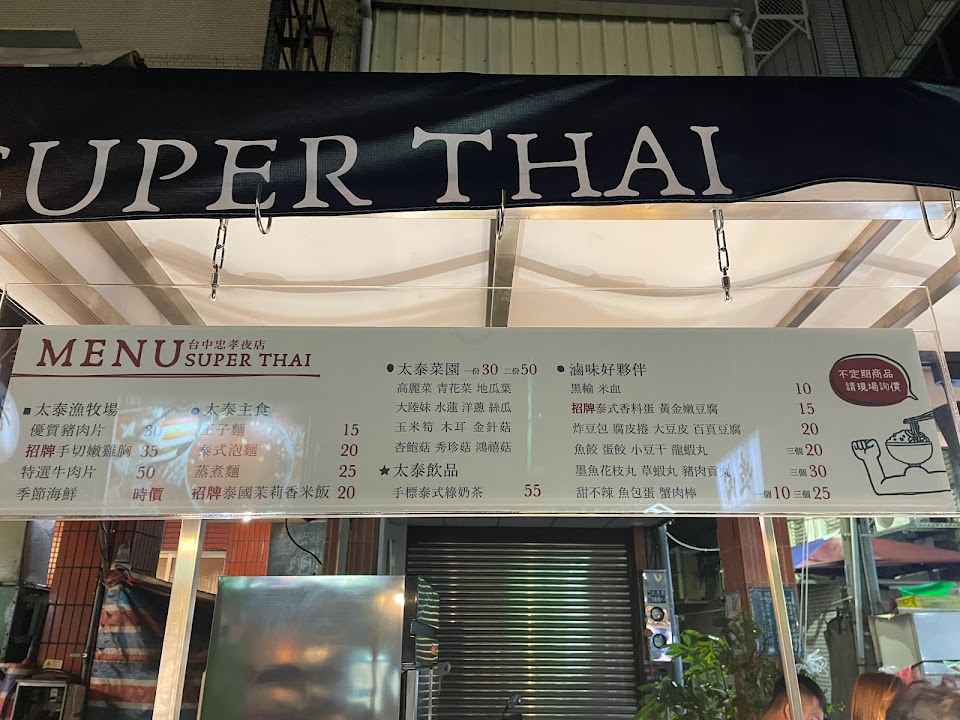 SUPER THAI
MENU 台中忠孝夜店
SUPER THAI
太泰漁牧場
優質豬肉片 30
招牌手切嫩雞胸 35
特選牛肉片 50
季節海鮮 時價
太泰主食
王子麵 15
泰式泡麵 20
蒸煮麵 25
招牌泰國茉莉香米飯 20
太泰菜園 一份30 二份50
高麗菜 青花菜 地瓜葉
大陸妹 水蓮 洋蔥 絲瓜
玉米筍 木耳 金針菇
杏鮑菇 秀珍菇 鴻禧菇
★太泰飲品
手標泰式綠奶茶 55
滷味好夥伴
黑輪 米血 10
招牌泰式香料蛋 黃金嫩豆腐 15
炸豆包 腐皮捲 大豆皮 百頁豆腐 20
魚餃 蛋餃 小豆干 龍蝦丸 三個20
墨魚花枝丸 草蝦丸 豬肉貢丸 三個30
甜不辣 魚包蛋 蟹肉棒 一個10 三個25
不定期商品
請現場詢價